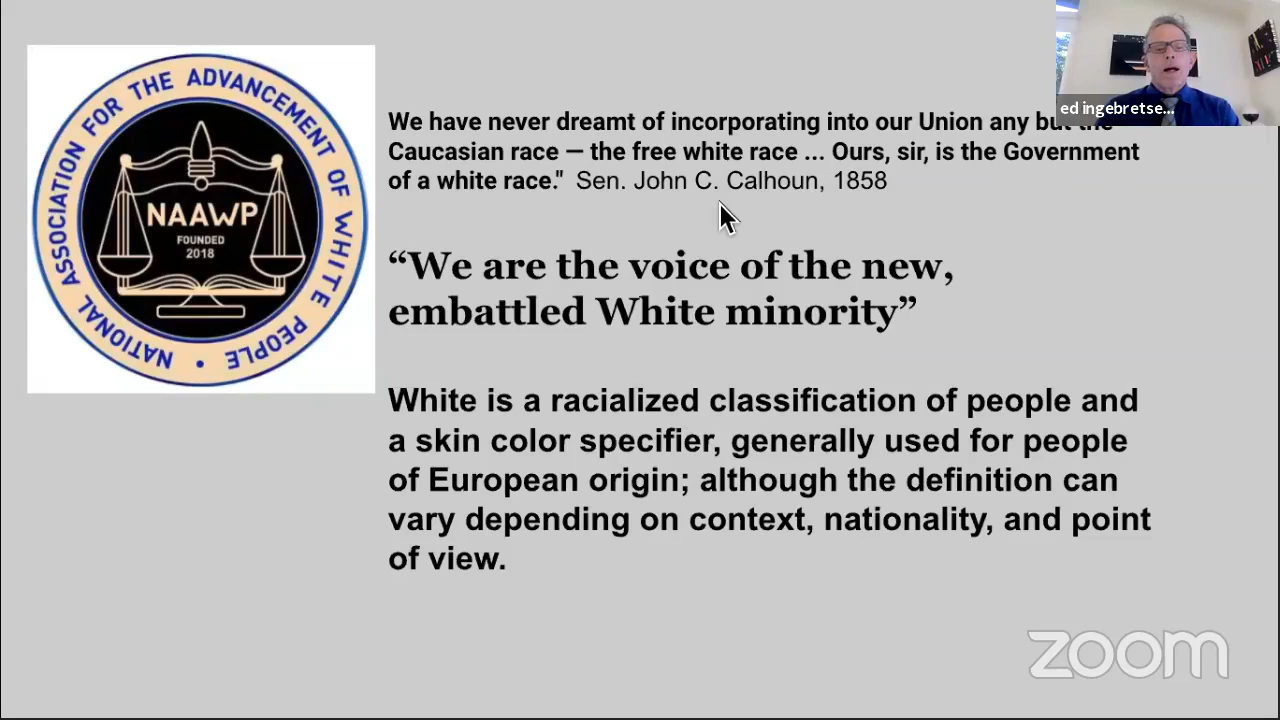 NATIONAL ASSOCIATION FOR THE ADVANCEMENT OF WHITE PEOPLE •
NAAWP
FOUNDED
2018
ed ingebretse...
We have never dreamt of incorporating into our Union any but the
Caucasian race — the free white race ... Ours, sir, is the Government
of a white race." Sen. John C. Calhoun, 1858
“We are the voice of the new,
embattled White minority”
White is a racialized classification of people and
a skin color specifier, generally used for people
of European origin; although the definition can
vary depending on context, nationality, and point
of view.
zoom